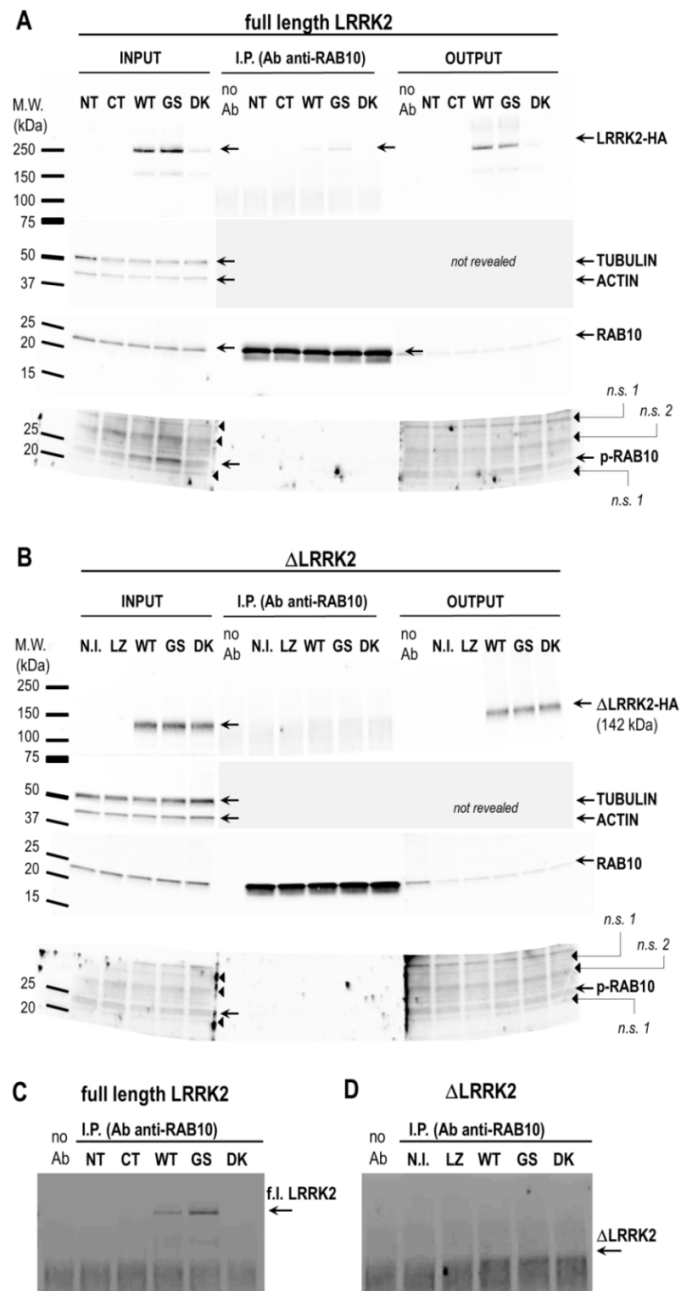 A
full length LRRK2
INPUT
I.P. (Ab anti-RAB10)
OUTPUT
M.W.
(kDa)
NT CT WT GS DK
no
Ab
NT CT WT GS DK
no
Ab
NT CT WT GS DK
LRRK2-HA
250
150
100
75
50
37
not revealed
TUBULIN
ACTIN
25
20
15
RAB10
n.s. 1
n.s. 2
25
20
p-RAB10
n.s. 1
B
ΔLRRK2
INPUT
I.P. (Ab anti-RAB10)
OUTPUT
M.W.
(kDa)
N.I. LZ WT GS DK
no
Ab
N.I. LZ WT GS DK
no
Ab
N.I. LZ WT GS DK
250
150
100
75
ΔLRRK2-HA
(142 kDa)
50
37
not revealed
TUBULIN
ACTIN
25
20
15
RAB10
n.s. 1
n.s. 2
25
20
p-RAB10
n.s. 1
C
full length LRRK2
no
Ab
I.P. (Ab anti-RAB10)
NT CT WT GS DK
f.l. LRRK2
D
ΔLRRK2
no
Ab
I.P. (Ab anti-RAB10)
N.I. LZ WT GS DK
ΔLRRK2